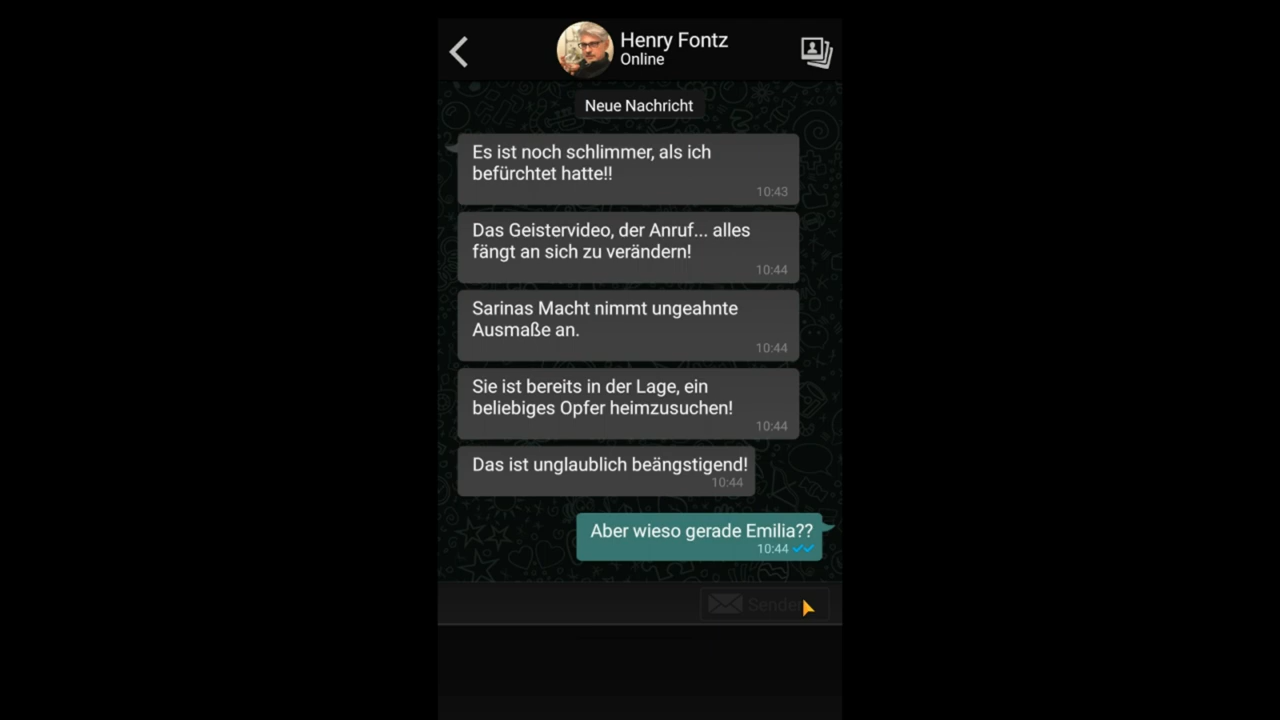 Henry Fontz
Online
Neue Nachricht
Es ist noch schlimmer, als ich
befürchtet hatte!!
10:43
Das Geistervideo, der Anruf... alles
fängt an sich zu verändern!
10:44
Sarinas Macht nimmt ungeahnte
Ausmaße an.
10:44
Sie ist bereits in der Lage, ein
beliebiges Opfer heimzusuchen!
10:44
Das ist unglaublich beängstigend!
10:44
Aber wieso gerade Emilia??
10:44